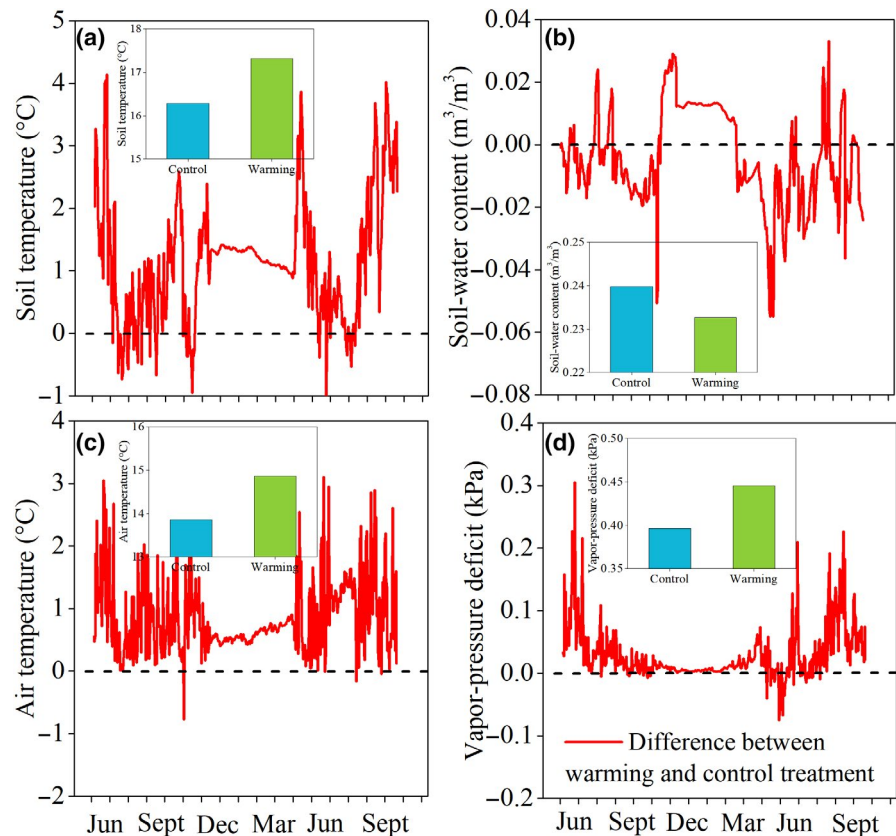 (a)
Soil temperature (°C)
5
4
3
2
1
0
−1
Soil temperature (°C)
18
17
16
15
Control Warming
(b)
Soil-water content (m³/m³)
0.04
0.02
0.00
−0.02
−0.04
−0.06
−0.08
Soil-water content (m³/m³)
0.25
0.24
0.23
0.22
Control Warming
(c)
Air temperature (°C)
4
3
2
1
0
−1
−2
Air temperature (°C)
16
15
14
13
Control Warming
Jun Sept Dec Mar Jun Sept
(d)
Vapor-pressure deficit (kPa)
0.4
0.3
0.2
0.1
0.0
−0.1
−0.2
Vapor-pressure deficit (kPa)
0.50
0.45
0.40
0.35
Control Warming
Difference between
warming and control treatment
Jun Sept Dec Mar Jun Sept